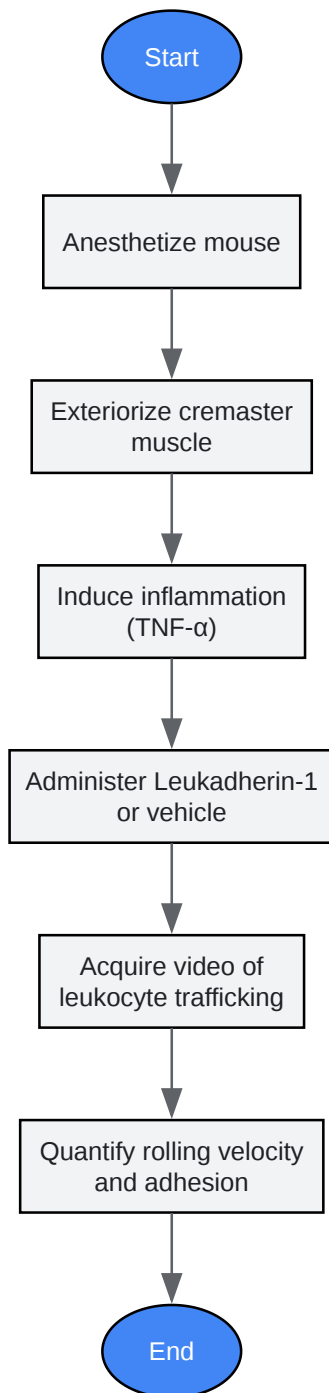 Start
Anesthetize mouse
Exteriorize cremaster
muscle
Induce inflammation
(TNF-α)
Administer Leukadherin-1
or vehicle
Acquire video of
leukocyte trafficking
Quantify rolling velocity
and adhesion
End